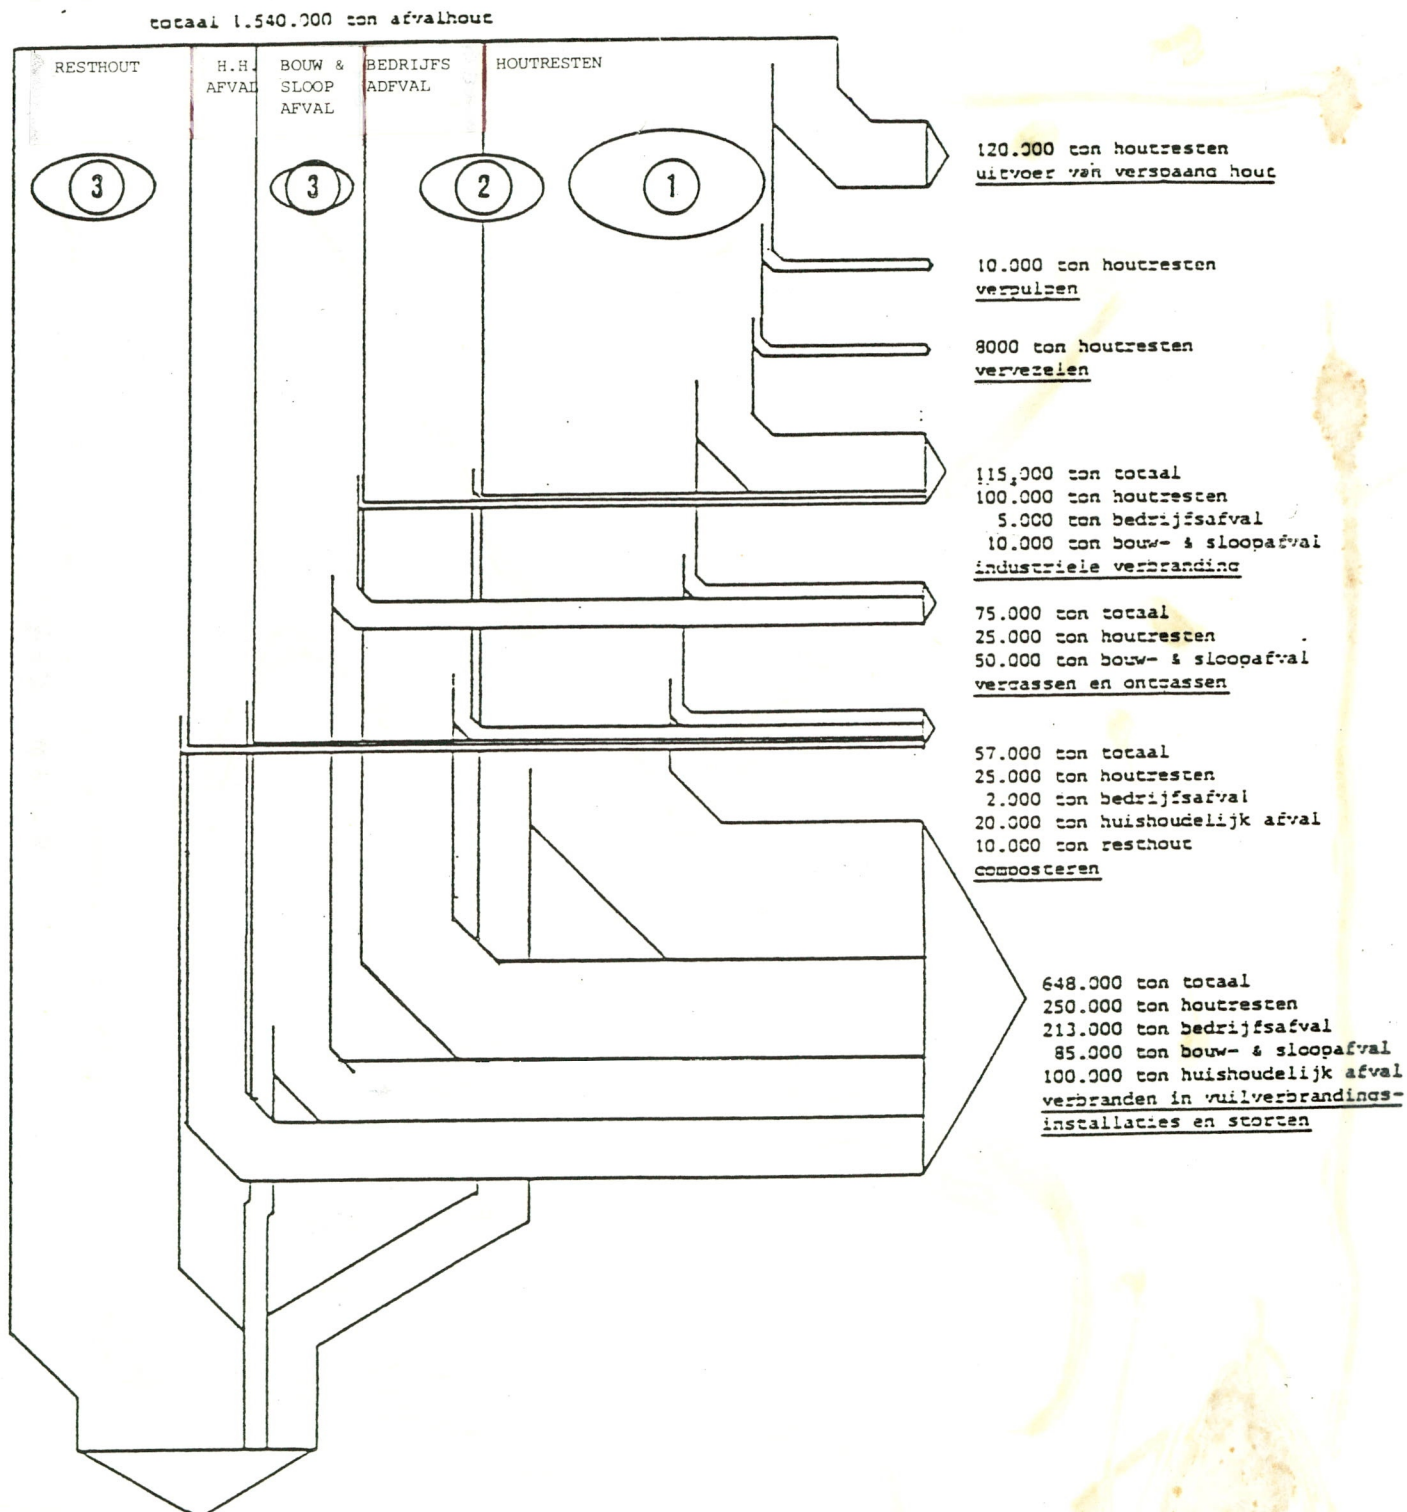 totaal 1.540.000 ton afvalhout
RESTHOUT
H.H.
AFVAL
BOUW &
SLOOP
AFVAL
BEDRIJFS
ADFVAL
HOUTRESTEN
3
3
2
1
120.000 ton houtresten
uitvoer van verspaand hout
10.000 ton houtresten
verpulpen
8000 ton houtresten
vervezelen
115.000 ton totaal
100.000 ton houtresten
5.000 ton bedrijfsafval
10.000 ton bouw- & sloopafval
industriele verbranding
75.000 ton totaal
25.000 ton houtresten
50.000 ton bouw- & sloopafval
vergassen en ontgassen
57.000 ton totaal
25.000 ton houtresten
2.000 ton bedrijfsafval
20.000 ton huishoudelijk afval
10.000 ton resthout
composteren
648.000 ton totaal
250.000 ton houtresten
213.000 ton bedrijfsafval
85.000 ton bouw- & sloopafval
100.000 ton huishoudelijk afval
verbranden in vuilverbrandings-
installaties en storten